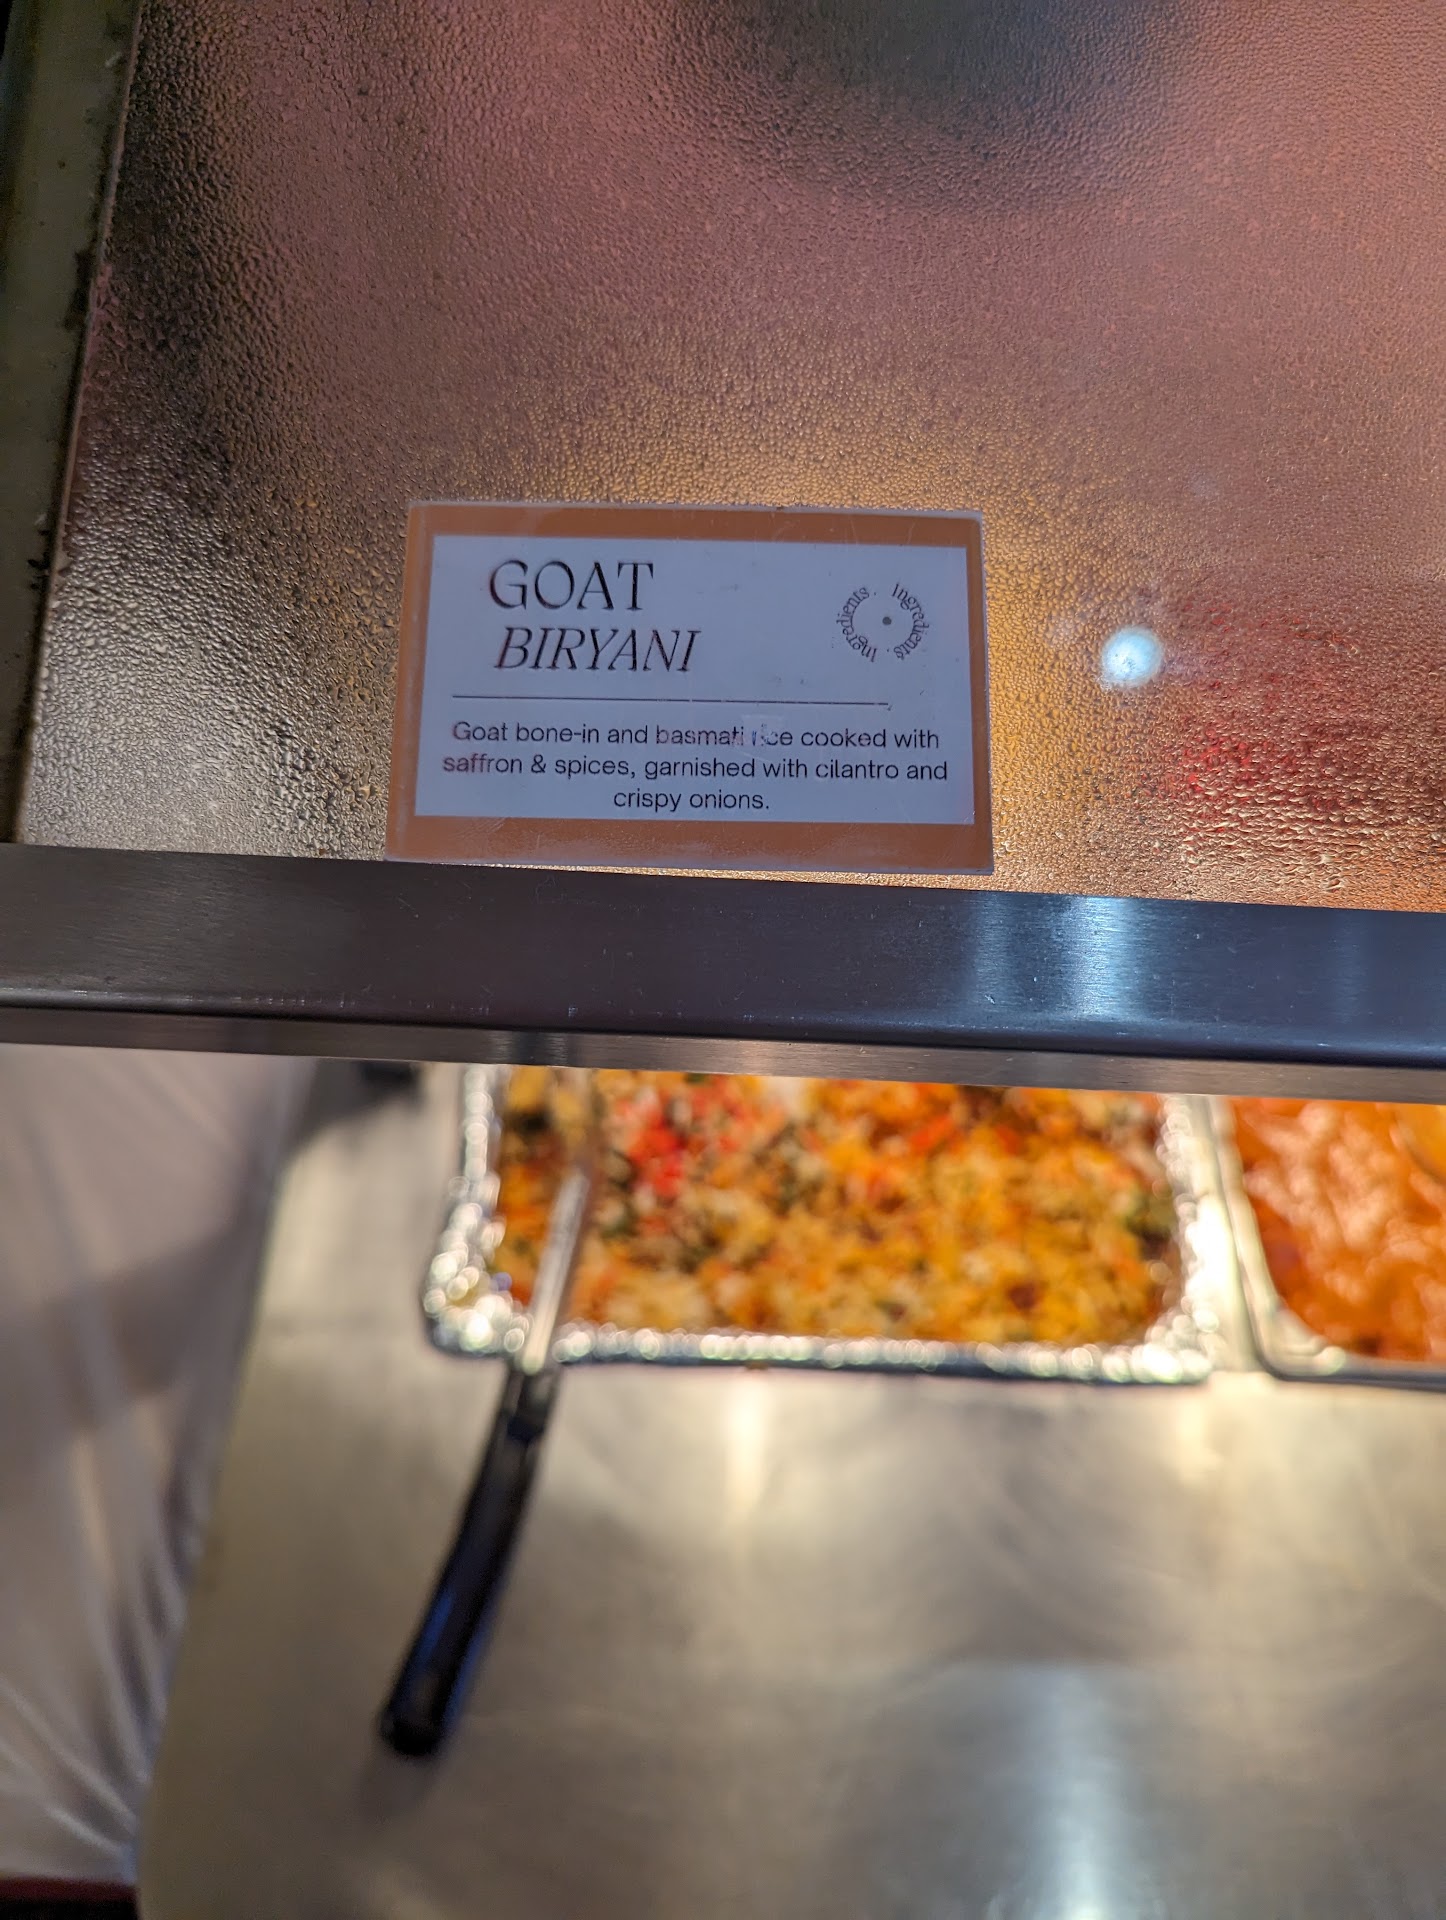 GOAT
BIRYANI
Ingredients . Ingredients .
Goat bone-in and basmati rice cooked with
saffron & spices, garnished with cilantro and
crispy onions.